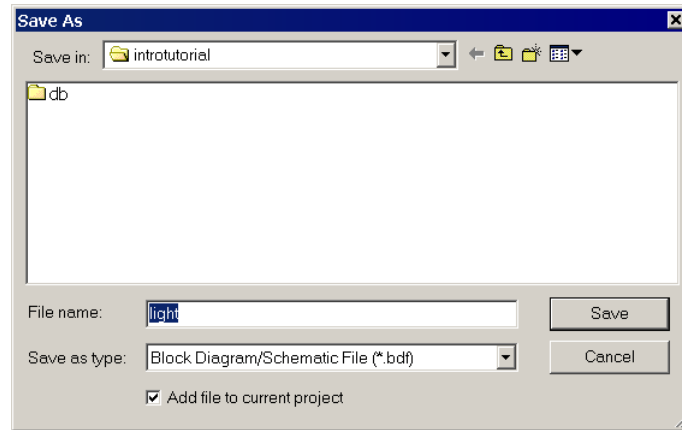 Save As
Save in: introtutorial
db
File name: light
Save
Save as type: Block Diagram/Schematic File (*.bdf)
Cancel
Add file to current project